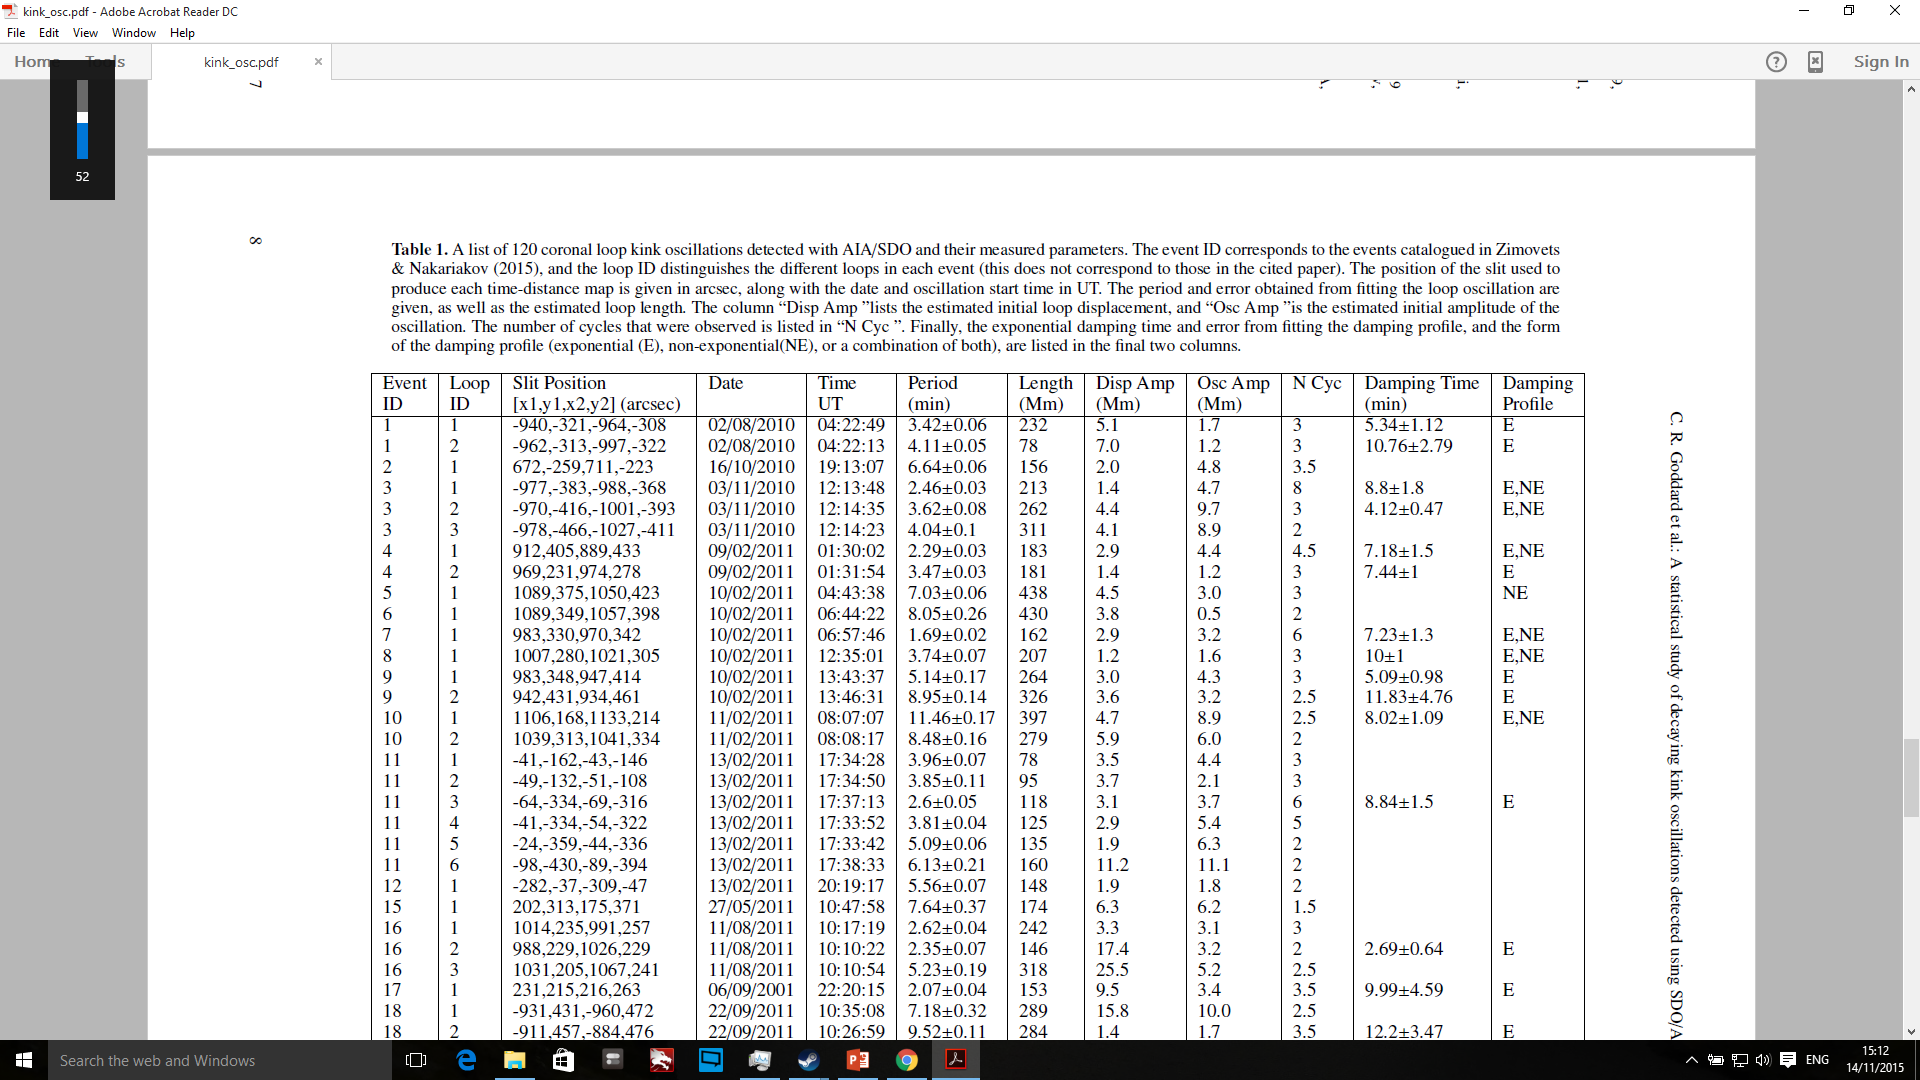 kink_osc.pdf - Adobe Acrobat Reader DC
File Edit View Window Help
Home Tools kink_osc.pdf × Sign In
52
7
8
Table 1. A list of 120 coronal loop kink oscillations detected with AIA/SDO and their measured parameters. The event ID corresponds to the events catalogued in Zimovets
& Nakariakov (2015), and the loop ID distinguishes the different loops in each event (this does not correspond to those in the cited paper). The position of the slit used to
produce each time-distance map is given in arcsec, along with the date and oscillation start time in UT. The period and error obtained from fitting the loop oscillation are
given, as well as the estimated loop length. The column “Disp Amp ”lists the estimated initial loop displacement, and “Osc Amp ”is the estimated initial amplitude of the
oscillation. The number of cycles that were observed is listed in “N Cyc ”. Finally, the exponential damping time and error from fitting the damping profile, and the form
of the damping profile (exponential (E), non-exponential(NE), or a combination of both), are listed in the final two columns.
Event Loop Slit Position Date Time Period Length Disp Amp Osc Amp N Cyc Damping Time Damping
ID ID [x1,y1,x2,y2] (arcsec) UT (min) (Mm) (Mm) (Mm) (min) Profile
1 1 -940,-321,-964,-308 02/08/2010 04:22:49 3.42±0.06 232 5.1 1.7 3 5.34±1.12 E
1 2 -962,-313,-997,-322 02/08/2010 04:22:13 4.11±0.05 78 7.0 1.2 3 10.76±2.79 E
2 1 672,-259,711,-223 16/10/2010 19:13:07 6.64±0.06 156 2.0 4.8 3.5
3 1 -977,-383,-988,-368 03/11/2010 12:13:48 2.46±0.03 213 1.4 4.7 8 8.8±1.8 E,NE
3 2 -970,-416,-1001,-393 03/11/2010 12:14:35 3.62±0.08 262 4.4 9.7 3 4.12±0.47 E,NE
3 3 -978,-466,-1027,-411 03/11/2010 12:14:23 4.04±0.1 311 4.1 8.9 2
4 1 912,405,889,433 09/02/2011 01:30:02 2.29±0.03 183 2.9 4.4 4.5 7.18±1.5 E,NE
4 2 969,231,974,278 09/02/2011 01:31:54 3.47±0.03 181 1.4 1.2 3 7.44±1 E
5 1 1089,375,1050,423 10/02/2011 04:43:38 7.03±0.06 438 4.5 3.0 3 NE
6 1 1089,349,1057,398 10/02/2011 06:44:22 8.05±0.26 430 3.8 0.5 2
7 1 983,330,970,342 10/02/2011 06:57:46 1.69±0.02 162 2.9 3.2 6 7.23±1.3 E,NE
8 1 1007,280,1021,305 10/02/2011 12:35:01 3.74±0.07 207 1.2 1.6 3 10±1 E,NE
9 1 983,348,947,414 10/02/2011 13:43:37 5.14±0.17 264 3.0 4.3 3 5.09±0.98 E
9 2 942,431,934,461 10/02/2011 13:46:31 8.95±0.14 326 3.6 3.2 2.5 11.83±4.76 E
10 1 1106,168,1133,214 11/02/2011 08:07:07 11.46±0.17 397 4.7 8.9 2.5 8.02±1.09 E,NE
10 2 1039,313,1041,334 11/02/2011 08:08:17 8.48±0.16 279 5.9 6.0 2
11 1 -41,-162,-43,-146 13/02/2011 17:34:28 3.96±0.07 78 3.5 4.4 3
11 2 -49,-132,-51,-108 13/02/2011 17:34:50 3.85±0.11 95 3.7 2.1 3
11 3 -64,-334,-69,-316 13/02/2011 17:37:13 2.6±0.05 118 3.1 3.7 6 8.84±1.5 E
11 4 -41,-334,-54,-322 13/02/2011 17:33:52 3.81±0.04 125 2.9 5.4 5
11 5 -24,-359,-44,-336 13/02/2011 17:33:42 5.09±0.06 135 1.9 6.3 2
11 6 -98,-430,-89,-394 13/02/2011 17:38:33 6.13±0.21 160 11.2 11.1 2
12 1 -282,-37,-309,-47 13/02/2011 20:19:17 5.56±0.07 148 1.9 1.8 2
15 1 202,313,175,371 27/05/2011 10:47:58 7.64±0.37 174 6.3 6.2 1.5
16 1 1014,235,991,257 11/08/2011 10:17:19 2.62±0.04 242 3.3 3.1 3
16 2 988,229,1026,229 11/08/2011 10:10:22 2.35±0.07 146 17.4 3.2 2 2.69±0.64 E
16 3 1031,205,1067,241 11/08/2011 10:10:54 5.23±0.19 318 25.5 5.2 2.5
17 1 231,215,216,263 06/09/2001 22:20:15 2.07±0.04 153 9.5 3.4 3.5 9.99±4.59 E
18 1 -931,431,-960,472 22/09/2011 10:35:08 7.18±0.32 289 15.8 10.0 2.5
18 2 -911,457,-884,476 22/09/2011 10:26:59 9.52±0.11 284 1.4 1.7 3.5 12.2±3.47 E
C. R. Goddard et al.: A statistical study of decaying kink oscillations detected using SDO/A
Search the web and Windows
ENG 15:12
14/11/2015